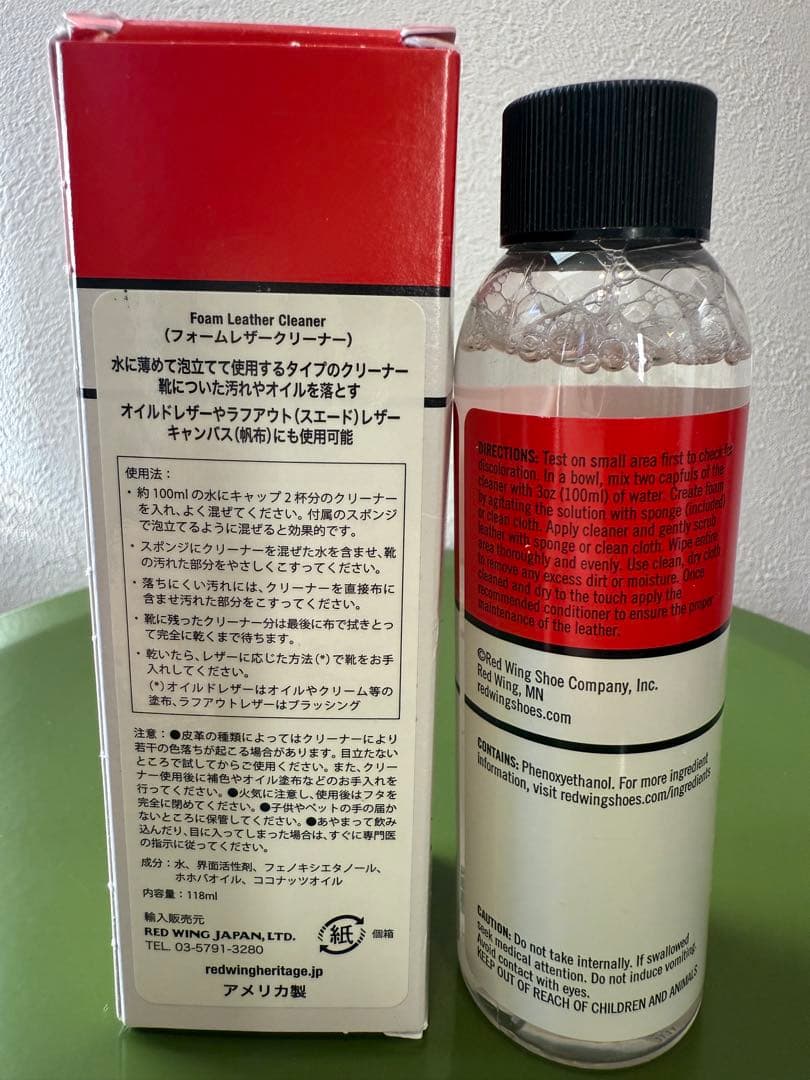 Foam Leather Cleaner
(フォームレザークリーナー)
水に薄めて泡立てて使用するタイプのクリーナー
靴についた汚れやオイルを落とす
オイルドレザーやラフアウト(スエード)レザー
キャンバス(帆布)にも使用可能
使用法：
・約100mlの水にキャップ2杯分のクリーナー
を入れ、よく混ぜてください。付属のスポンジ
で泡立てるように混ぜると効果的です。
・スポンジにクリーナーを混ぜた水を含ませ、靴
の汚れた部分をやさしくこすってください。
・落ちにくい汚れには、クリーナーを直接布に
含ませ汚れた部分をこすってください。
・靴に残ったクリーナー分は最後に布で拭きとっ
て完全に乾くまで待ちます。
・乾いたら、レザーに応じた方法(*)で靴をお手
入れしてください。
(*)オイルドレザーはオイルやクリーム等の
塗布、ラフアウトレザーはブラッシング
注意：●皮革の種類によってはクリーナーにより
若干の色落ちが起こる場合があります。目立たない
ところで試してからご使用ください。また、クリー
ナー使用後に補色やオイル塗布などのお手入れを
行ってください。●火気に注意し、使用後はフタを
完全に閉めてください。●子供やペットの手の届か
ないところに保管してください。●あやまって飲み
込んだり、目に入ってしまった場合は、すぐに専門医
の指示に従ってください。
成分：水、界面活性剤、フェノキシエタノール、
ホホバオイル、ココナッツオイル
内容量：118ml
輸入販売元
RED WING JAPAN, LTD.
TEL. 03-5791-3280
紙 個箱
redwingheritage.jp
アメリカ製
DIRECTIONS: Test on small area first to check for
discoloration. In a bowl, mix two capfuls of the
cleaner with 3oz (100ml) of water. Create foam
by agitating the solution with sponge (included)
or clean cloth. Apply cleaner and gently scrub
leather with sponge or clean cloth. Wipe entire
area thoroughly and evenly. Use clean, dry cloth
to remove any excess dirt or moisture. Once
cleaned and dry to the touch apply the
recommended conditioner to ensure the proper
maintenance of the leather.
©Red Wing Shoe Company, Inc.
Red Wing, MN
redwingshoes.com
CONTAINS: Phenoxyethanol. For more ingredient
information, visit redwingshoes.com/ingredients
CAUTION: Do not take internally. If swallowed
seek medical attention. Do not induce vomiting.
Avoid contact with eyes.
KEEP OUT OF REACH OF CHILDREN AND ANIMALS